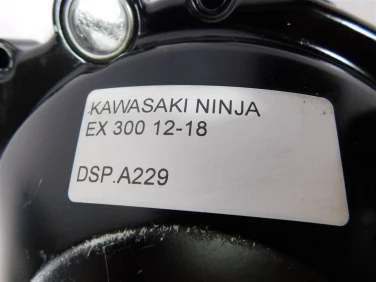 KAWASAKI NINJA
EX 300 12-18
DSP.A229